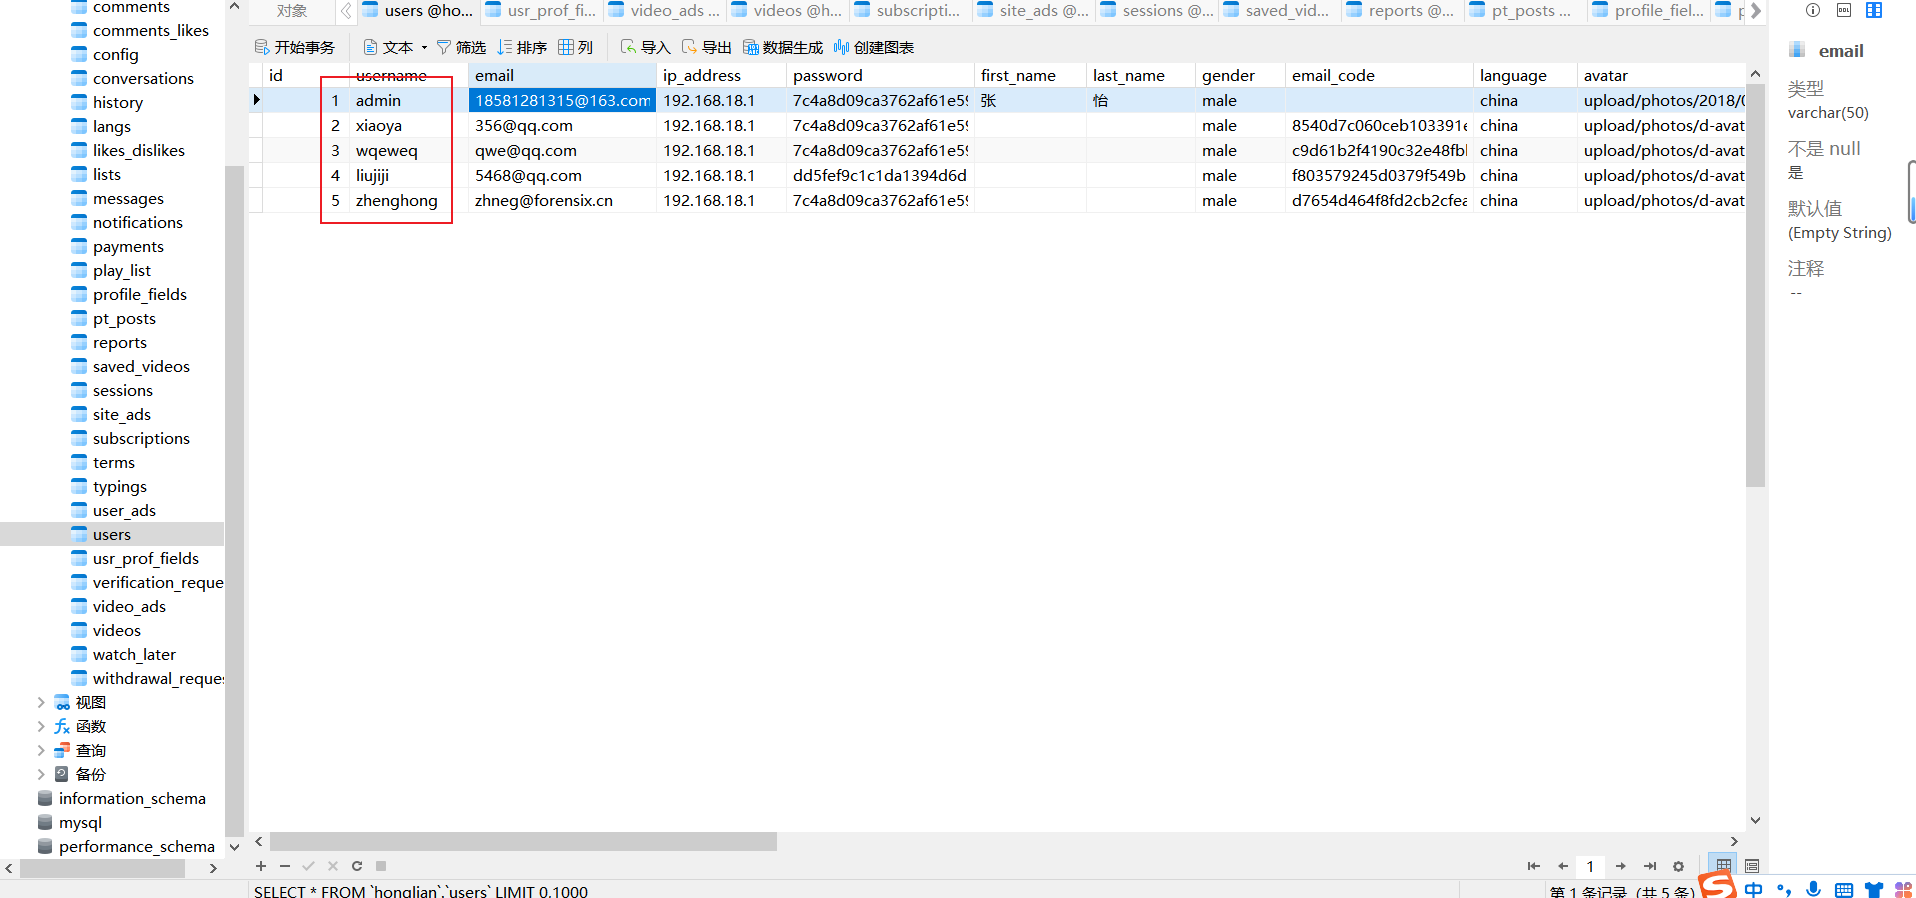 对象
users @ho...
usr_prof_fi...
video_ads ...
videos @h...
subscripti...
site_ads @...
sessions @...
saved_vid...
reports @...
pt_posts ...
profile_fiel...
开始事务
文本
筛选
排序
列
导入
导出
数据生成
创建图表
id username email ip_address password first_name last_name gender email_code language avatar
1 admin 18581281315@163.com 192.168.18.1 7c4a8d09ca3762af61e59 张 怡 male china upload/photos/2018/0
2 xiaoya 356@qq.com 192.168.18.1 7c4a8d09ca3762af61e59 male 8540d7c060ceb103391e china upload/photos/d-avat
3 wqeweq qwe@qq.com 192.168.18.1 7c4a8d09ca3762af61e59 male c9d61b2f4190c32e48fbl china upload/photos/d-avat
4 liujiji 5468@qq.com 192.168.18.1 dd5fef9c1c1da1394d6d male f803579245d0379f549b china upload/photos/d-avat
5 zhenghong zhneg@forensix.cn 192.168.18.1 7c4a8d09ca3762af61e59 male d7654d464f8fd2cb2cfea china upload/photos/d-avat
comments
comments_likes
config
conversations
history
langs
likes_dislikes
lists
messages
notifications
payments
play_list
profile_fields
pt_posts
reports
saved_videos
sessions
site_ads
subscriptions
terms
typings
user_ads
users
usr_prof_fields
verification_reque
video_ads
videos
watch_later
withdrawal_reques
视图
函数
查询
备份
information_schema
mysql
performance_schema
email
类型
varchar(50)
不是 null
是
默认值
(Empty String)
注释
--
1
SELECT * FROM `honglian`.`users` LIMIT 0,1000
第 1 条记录 (共 5 条)
中